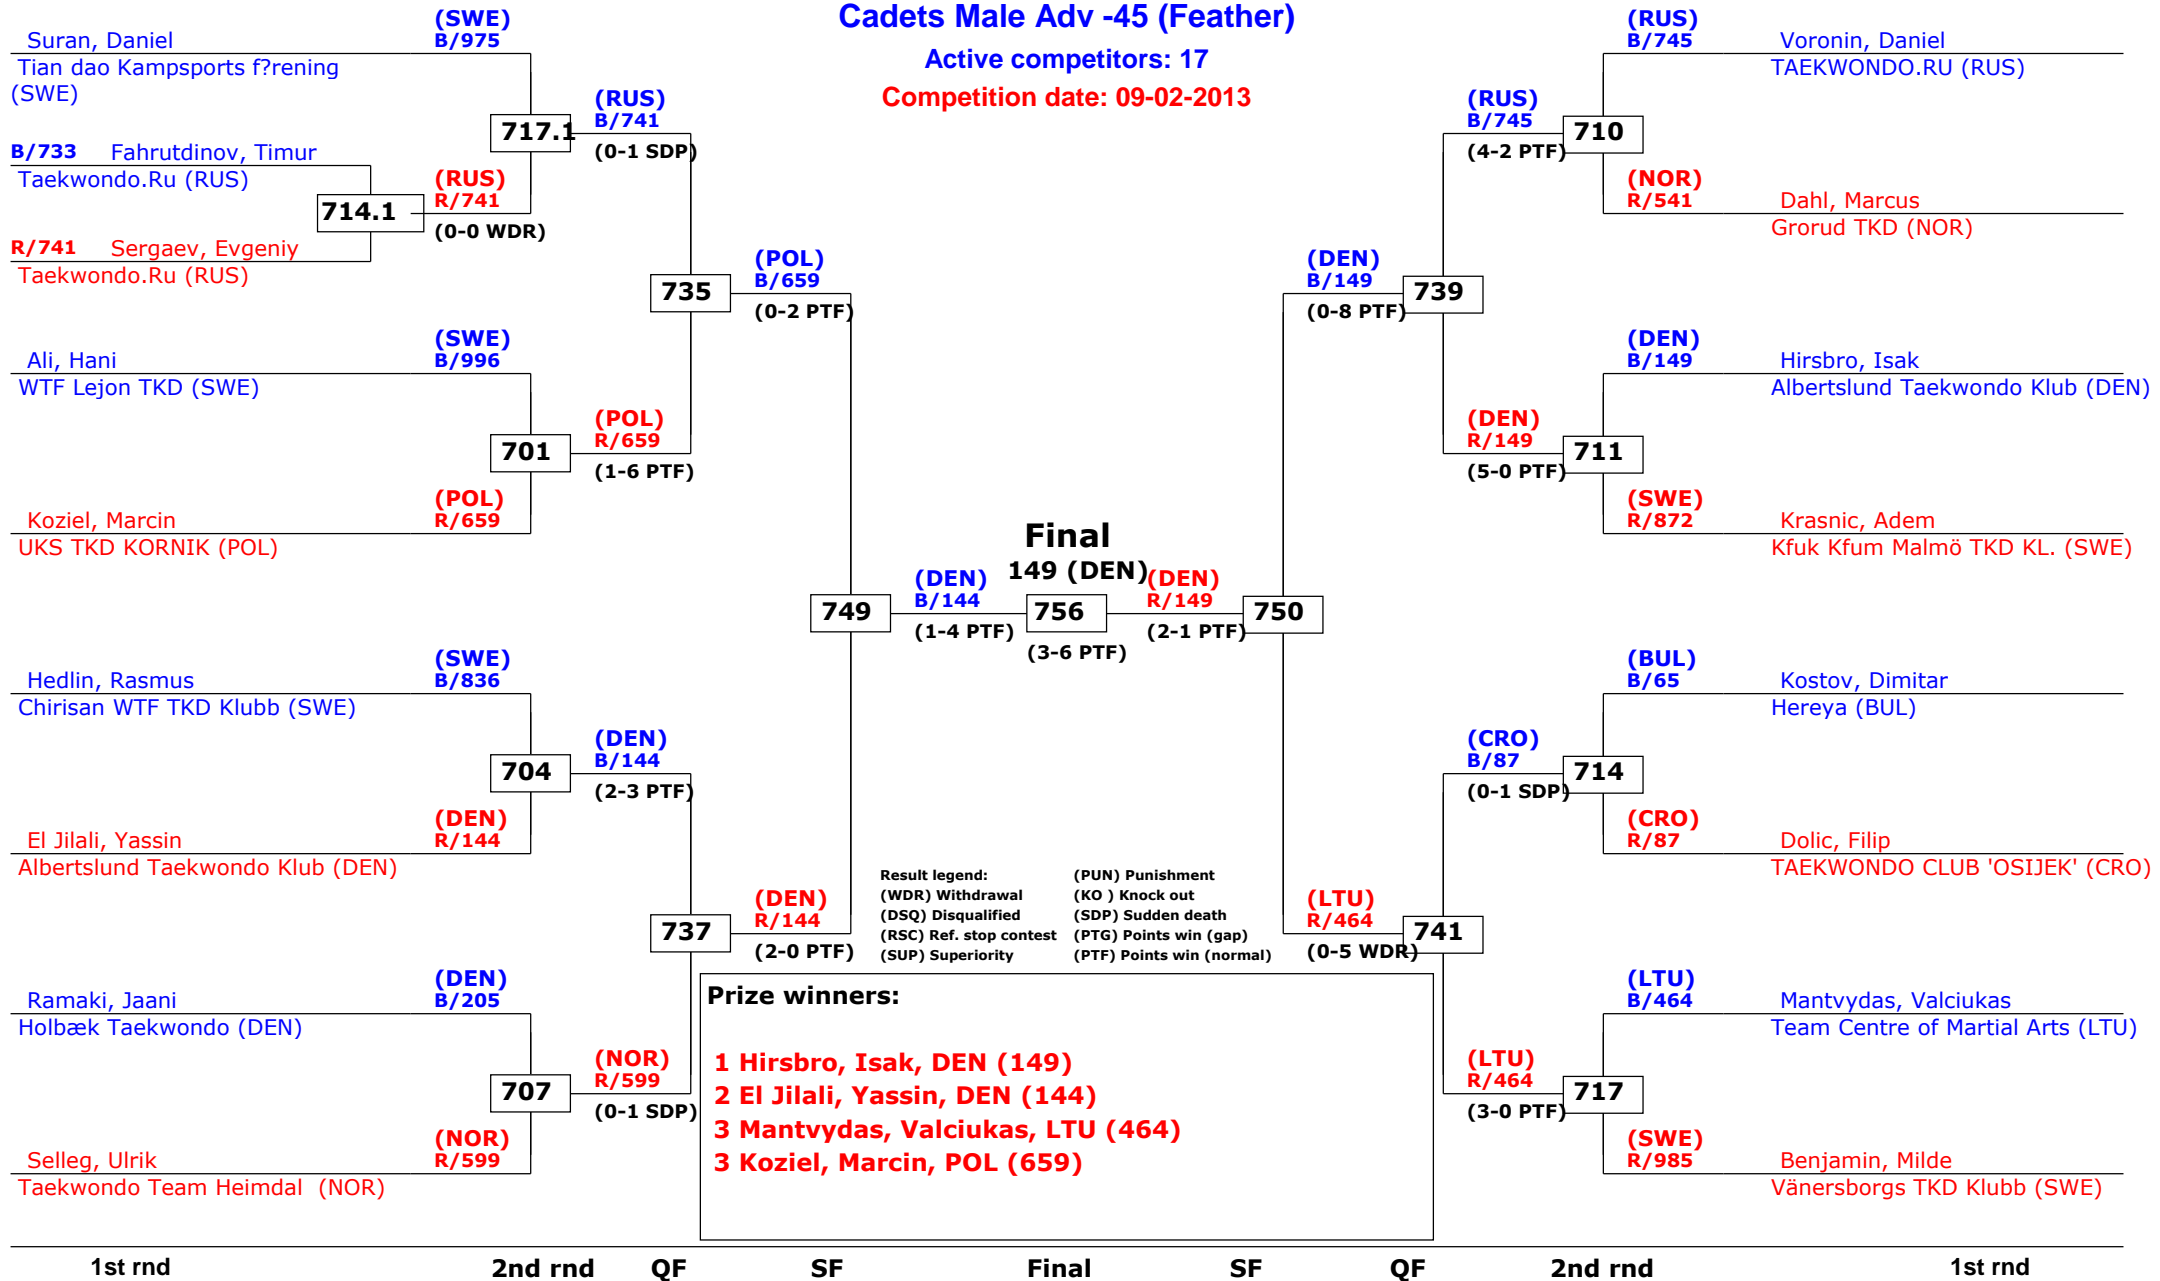 Cadets Male Adv -45 (Feather)
Active competitors: 17
Competition date: 09-02-2013
(SWE)
B/975
Suran, Daniel
Tian dao Kampsports f?rening
(SWE)
B/733 Fahrutdinov, Timur
Taekwondo.Ru (RUS)
714.1
(RUS)
R/741
(0-0 WDR)
R/741 Sergaev, Evgeniy
Taekwondo.Ru (RUS)
717.1
(RUS)
B/741
(0-1 SDP)
(SWE)
B/996
Ali, Hani
WTF Lejon TKD (SWE)
701
(POL)
R/659
(1-6 PTF)
(POL)
R/659
Koziel, Marcin
UKS TKD KORNIK (POL)
735
(POL)
B/659
(0-2 PTF)
(SWE)
B/836
Hedlin, Rasmus
Chirisan WTF TKD Klubb (SWE)
704
(DEN)
B/144
(2-3 PTF)
(DEN)
R/144
El Jilali, Yassin
Albertslund Taekwondo Klub (DEN)
737
(DEN)
R/144
(2-0 PTF)
(DEN)
B/205
Ramaki, Jaani
Holbæk Taekwondo (DEN)
707
(NOR)
R/599
(0-1 SDP)
(NOR)
R/599
Selleg, Ulrik
Taekwondo Team Heimdal (NOR)
749
(DEN)
B/144
(1-4 PTF)
Final
149 (DEN)
756
(3-6 PTF)
(DEN)
R/149
(2-1 PTF)
750
(RUS)
B/745
Voronin, Daniel
TAEKWONDO.RU (RUS)
(RUS)
B/745
(4-2 PTF)
710
(NOR)
R/541
Dahl, Marcus
Grorud TKD (NOR)
(DEN)
B/149
(0-8 PTF)
739
(DEN)
B/149
Hirsbro, Isak
Albertslund Taekwondo Klub (DEN)
(DEN)
R/149
(5-0 PTF)
711
(SWE)
R/872
Krasnic, Adem
Kfuk Kfum Malmö TKD KL. (SWE)
(BUL)
B/65
Kostov, Dimitar
Hereya (BUL)
(CRO)
B/87
(0-1 SDP)
714
(CRO)
R/87
Dolic, Filip
TAEKWONDO CLUB 'OSIJEK' (CRO)
(LTU)
R/464
(0-5 WDR)
741
(LTU)
B/464
Mantvydas, Valciukas
Team Centre of Martial Arts (LTU)
(LTU)
R/464
(3-0 PTF)
717
(SWE)
R/985
Benjamin, Milde
Vänersborgs TKD Klubb (SWE)
Result legend: (PUN) Punishment
(WDR) Withdrawal (KO ) Knock out
(DSQ) Disqualified (SDP) Sudden death
(RSC) Ref. stop contest (PTG) Points win (gap)
(SUP) Superiority (PTF) Points win (normal)
Prize winners:
1 Hirsbro, Isak, DEN (149)
2 El Jilali, Yassin, DEN (144)
3 Mantvydas, Valciukas, LTU (464)
3 Koziel, Marcin, POL (659)
1st rnd 2nd rnd QF SF Final SF QF 2nd rnd 1st rnd